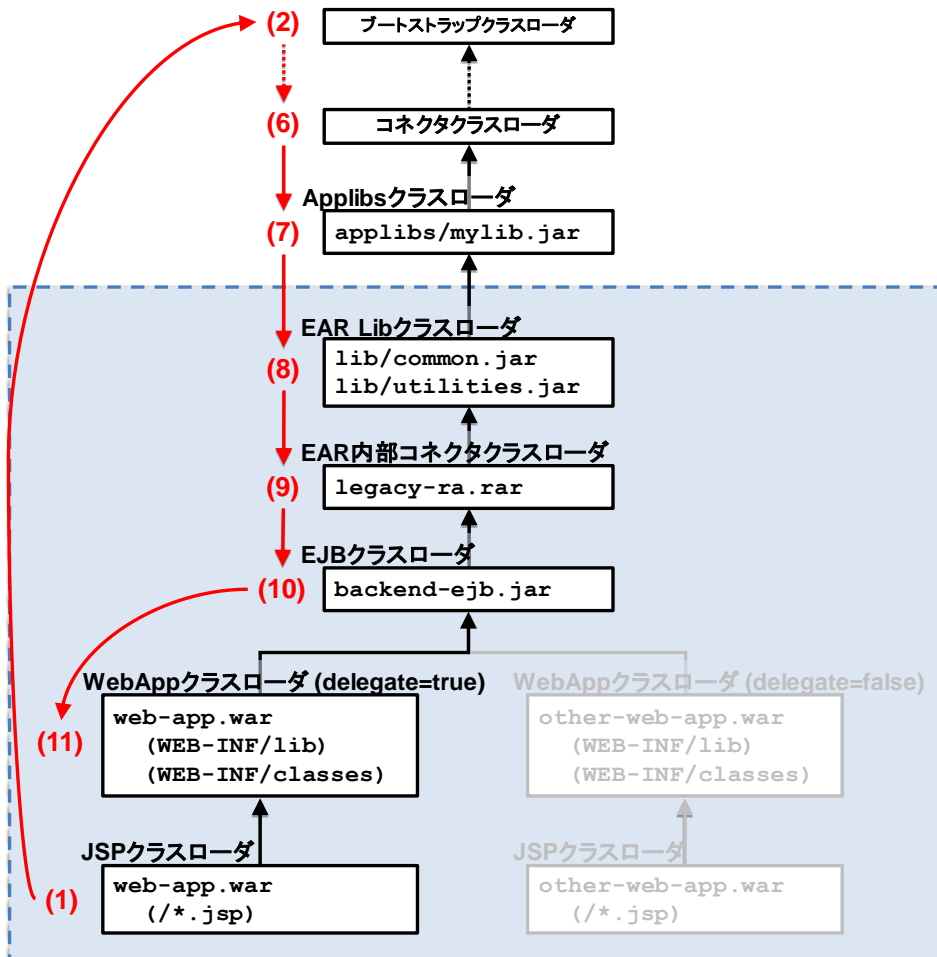 (2)
ブートストラップクラスローダ
(6)
コネクタクラスローダ
Applibsクラスローダ
(7)
applibs/mylib.jar
EAR Libクラスローダ
(8)
lib/common.jar
lib/utilities.jar
EAR内部コネクタクラスローダ
(9)
legacy-ra.rar
EJBクラスローダ
(10)
backend-ejb.jar
WebAppクラスローダ (delegate=true)
(11)
web-app.war
(WEB-INF/lib)
(WEB-INF/classes)
WebAppクラスローダ (delegate=false)
other-web-app.war
(WEB-INF/lib)
(WEB-INF/classes)
JSPクラスローダ
(1)
web-app.war
(/*.jsp)
JSPクラスローダ
other-web-app.war
(/*.jsp)